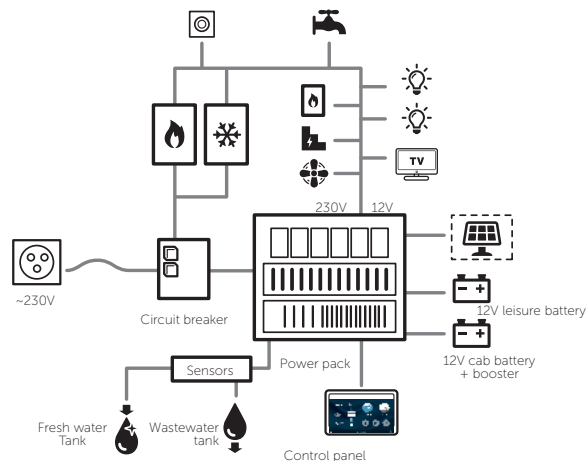 TV
230V 12V
~230V
Circuit breaker
12V leisure battery
12V cab battery
+ booster
Power pack
Sensors
Fresh water
Tank
Wastewater
tank
Control panel